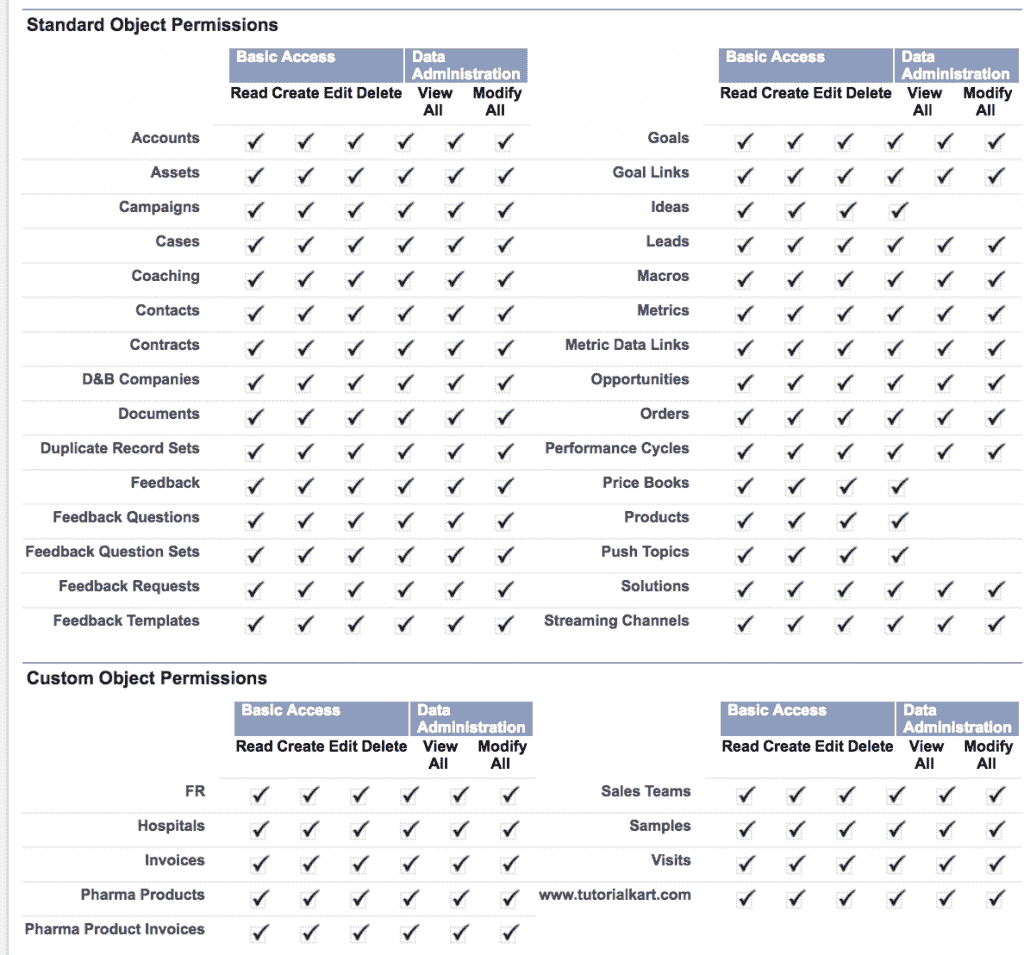 Standard Object Permissions
Basic Access Data Administration Basic Access Data Administration
Read Create Edit Delete View All Modify All Read Create Edit Delete View All Modify All
Accounts Goals
Assets Goal Links
Campaigns Ideas
Cases Leads
Coaching Macros
Contacts Metrics
Contracts Metric Data Links
D&B Companies Opportunities
Documents Orders
Duplicate Record Sets Performance Cycles
Feedback Price Books
Feedback Questions Products
Feedback Question Sets Push Topics
Feedback Requests Solutions
Feedback Templates Streaming Channels
Custom Object Permissions
Basic Access Data Administration Basic Access Data Administration
Read Create Edit Delete View All Modify All Read Create Edit Delete View All Modify All
FR Sales Teams
Hospitals Samples
Invoices Visits
Pharma Products www.tutorialkart.com
Pharma Product Invoices